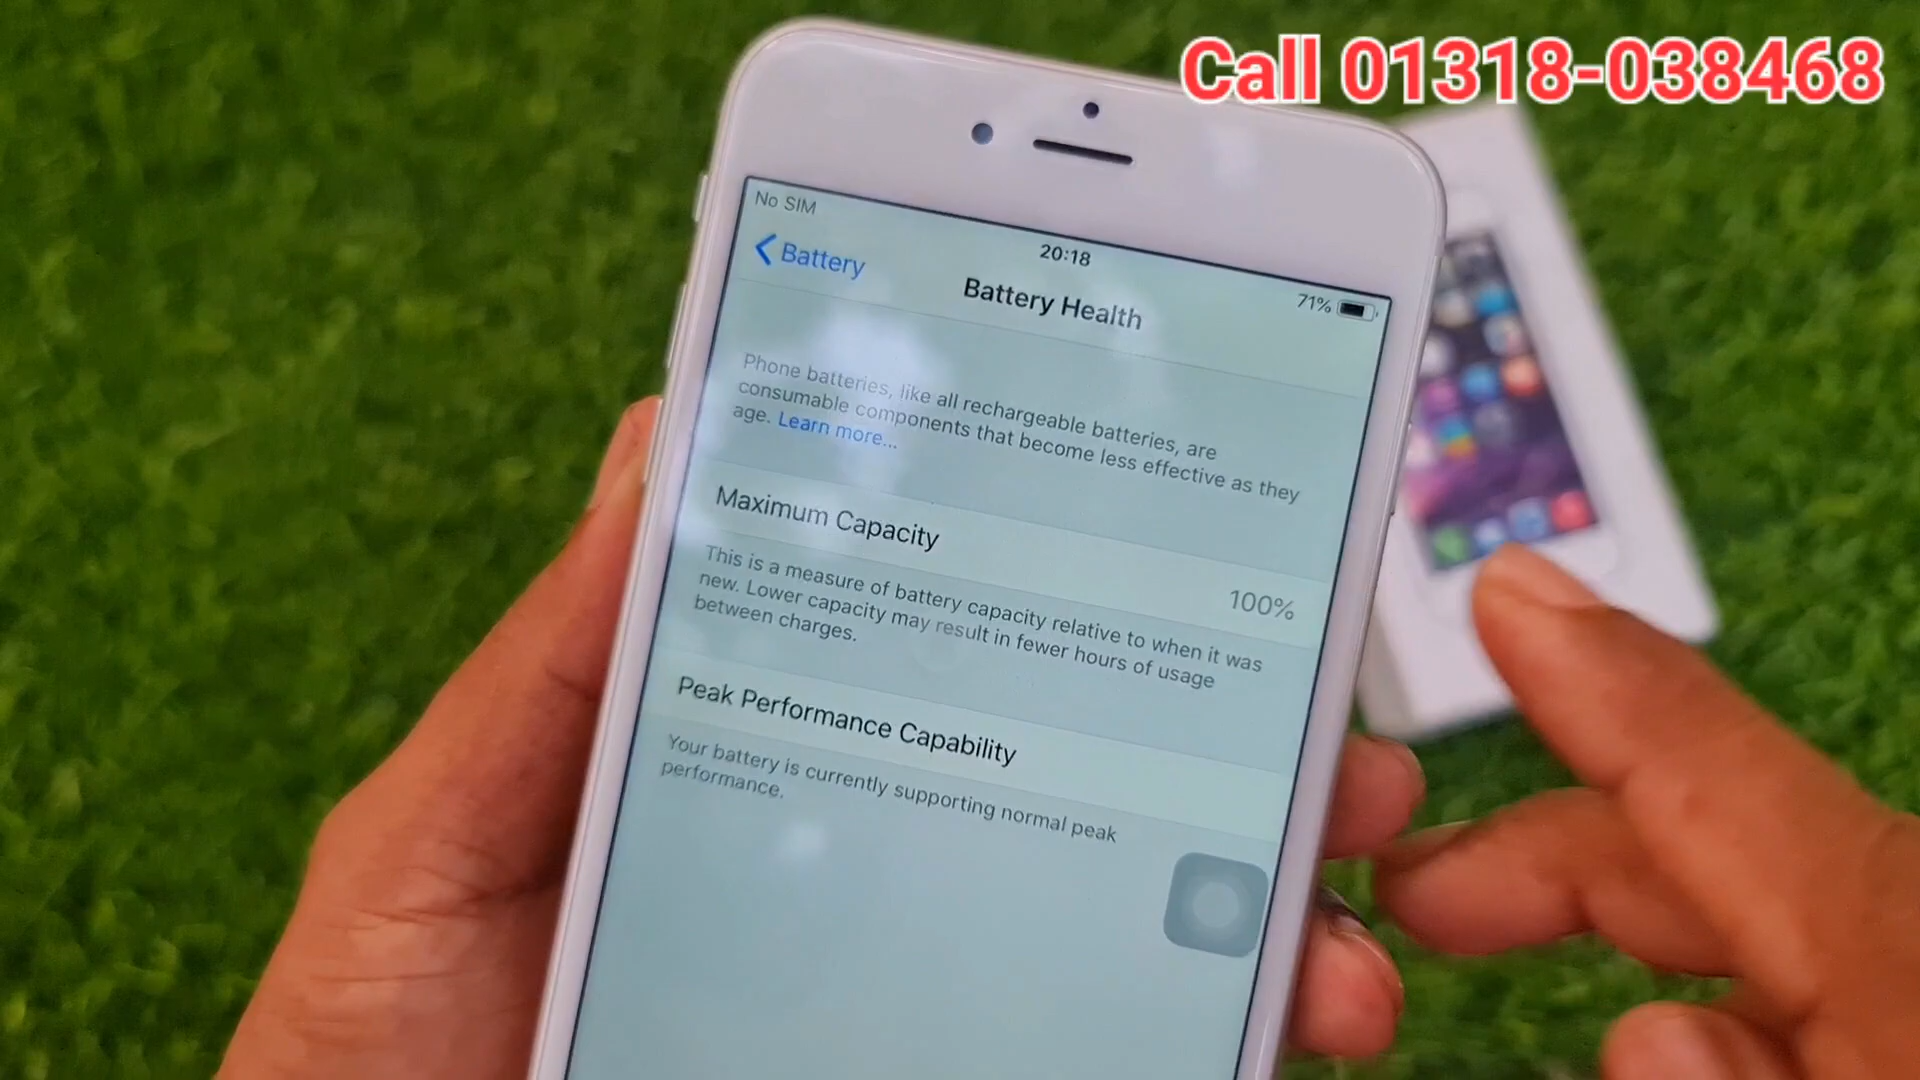 Call 01318-038468
No SIM
20:18
71%
Battery
Battery Health
Phone batteries, like all rechargeable batteries, are
consumable components that become less effective as they
age. Learn more...
Maximum Capacity
100%
This is a measure of battery capacity relative to when it was
new. Lower capacity may result in fewer hours of usage
between charges.
Peak Performance Capability
Your battery is currently supporting normal peak
performance.